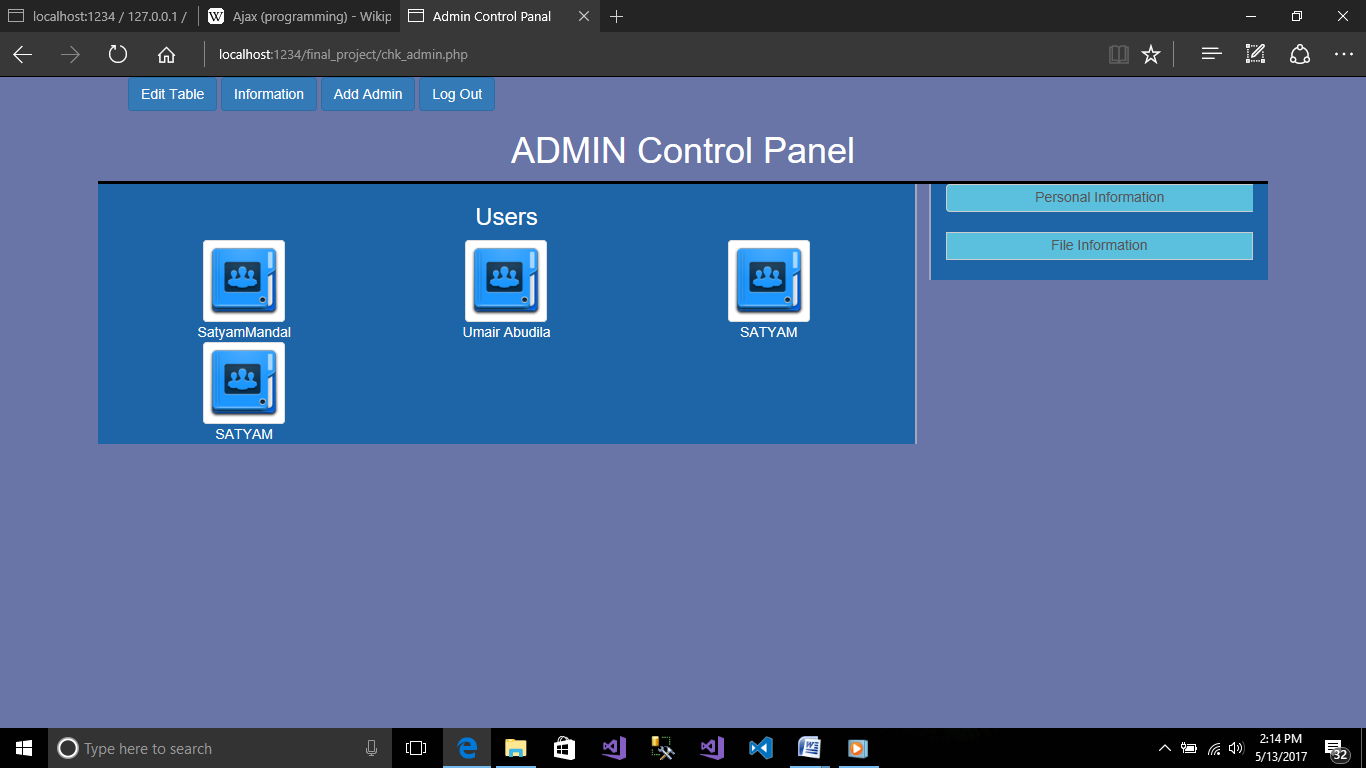 localhost:1234 / 127.0.0.1 /
W Ajax (programming) - Wikip
Admin Control Panal
localhost:1234/final_project/chk_admin.php
Edit Table
Information
Add Admin
Log Out
ADMIN Control Panel
Users
SatyamMandal
Umair Abudila
SATYAM
SATYAM
Personal Information
File Information
Type here to search
2:14 PM
5/13/2017
32